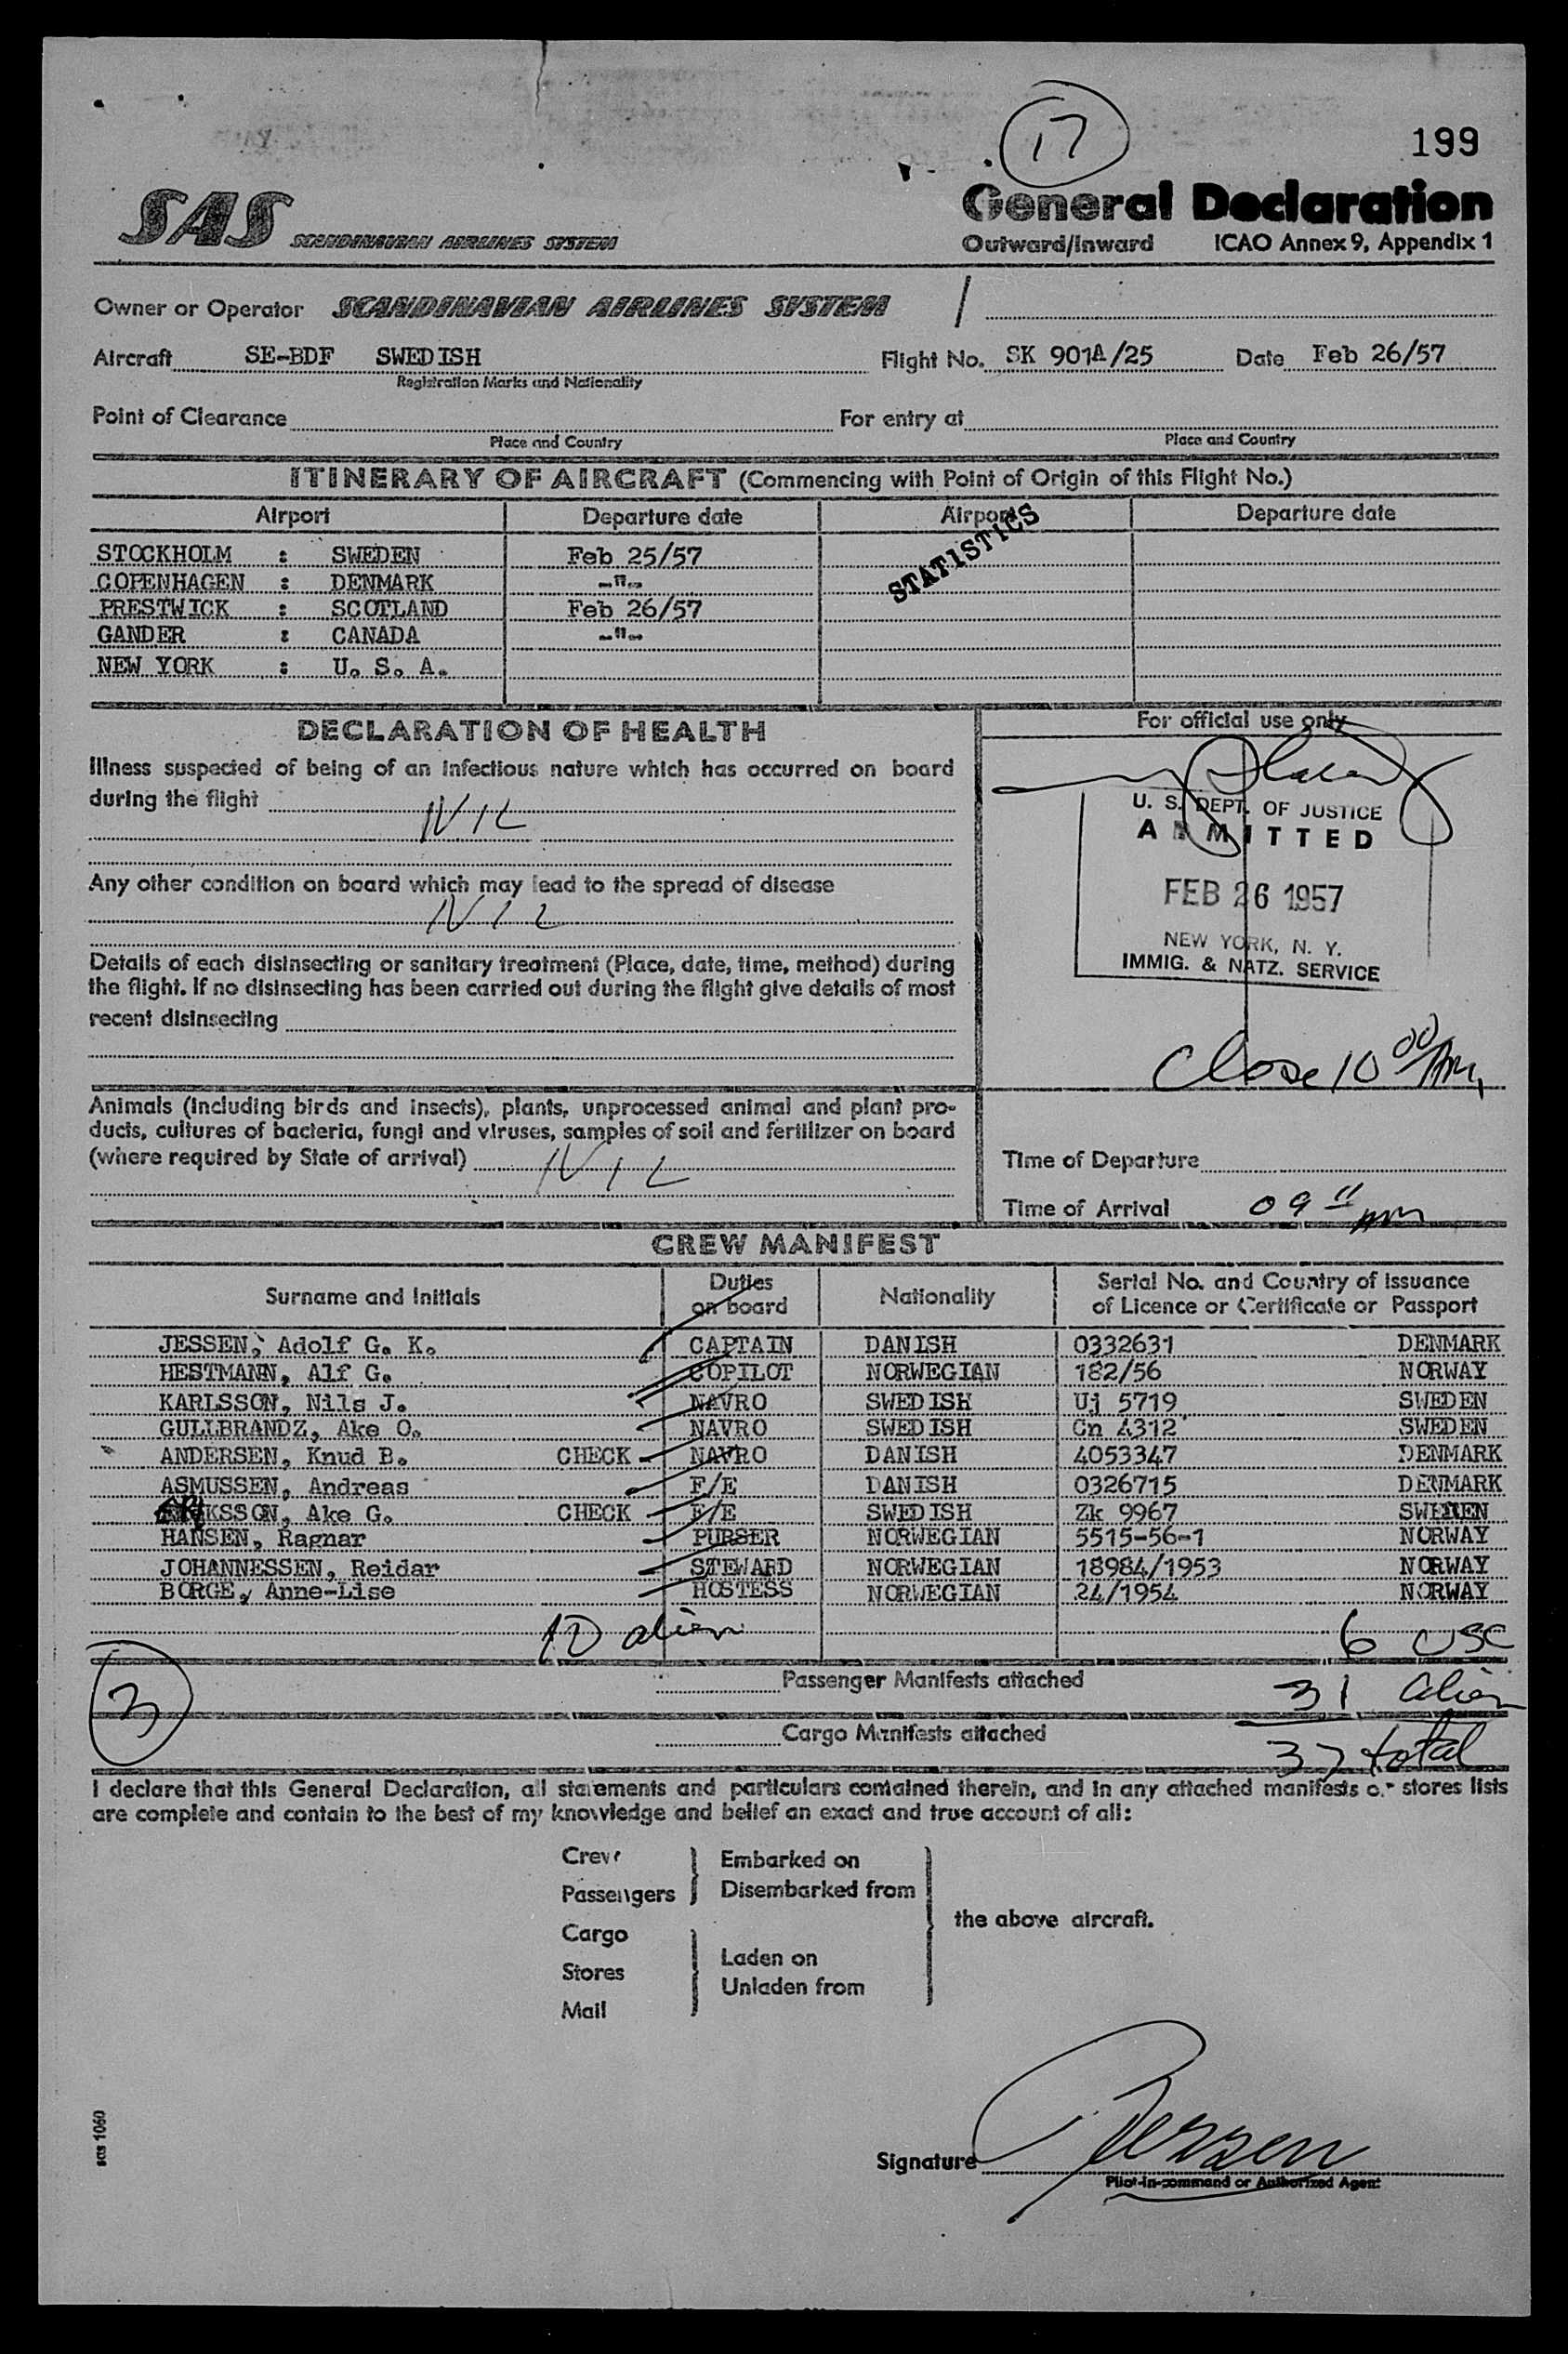 17
199
SAS SCANDINAVIAN AIRLINES SYSTEM
General Declaration
Outward/Inward ICAO Annex 9, Appendix 1
Owner or Operator SCANDINAVIAN AIRLINES SYSTEM /
Aircraft SE-BDF SWEDISH Flight No. SK 901A/25 Date Feb 26/57
Registration Marks and Nationality
Point of Clearance For entry at
Place and Country Place and Country
ITINERARY OF AIRCRAFT (Commencing with Point of Origin of this Flight No.)
Airport Departure date Airport Departure date
STATISTICS
STOCKHOLM : SWEDEN Feb 25/57
COPENHAGEN : DENMARK -"-
PRESTWICK : SCOTLAND Feb 26/57
GANDER : CANADA -"-
NEW YORK : U. S. A.
DECLARATION OF HEALTH
Illness suspected of being of an infectious nature which has occurred on board
during the flight NIL
Any other condition on board which may lead to the spread of disease
NIL
Details of each disinsecting or sanitary treatment (Place, date, time, method) during
the flight. If no disinsecting has been carried out during the flight give details of most
recent disinsecting
Animals (including birds and insects), plants, unprocessed animal and plant pro-
ducts, cultures of bacteria, fungi and viruses, samples of soil and fertilizer on board
(where required by State of arrival) NIL
For official use only
U. S. DEPT. OF JUSTICE
ADMITTED
FEB 26 1957
NEW YORK, N. Y.
IMMIG. & NATZ. SERVICE
Close 10 00 AM
Time of Departure
Time of Arrival 09 11 AM
CREW MANIFEST
Surname and Initials Duties on board Nationality Serial No. and Country of Issuance of Licence or Certificate or Passport
JESSEN, Adolf G. K. CAPTAIN DANISH 0332631 DENMARK
HESTMANN, Alf G. COPILOT NORWEGIAN 182/56 NORWAY
KARLSSON, Nils J. NAVRO SWEDISH Uj 5719 SWEDEN
GULLBRANDZ, Ake O. NAVRO SWEDISH Cn 4312 SWEDEN
ANDERSEN, Knud B. CHECK NAVRO DANISH 4053347 DENMARK
ASMUSSEN, Andreas F/E DANISH 0326715 DENMARK
ERIKSSON, Ake G. CHECK F/E SWEDISH Zk 9967 SWEDEN
HANSEN, Ragnar PURSER NORWEGIAN 5515-56-1 NORWAY
JOHANNESSEN, Reidar STEWARD NORWEGIAN 18984/1953 NORWAY
BORGE, Anne-Lise HOSTESS NORWEGIAN 24/1954 NORWAY
10 alien 6 USC
3 Passenger Manifests attached 31 alien
Cargo Manifests attached 37 total
I declare that this General Declaration, all statements and particulars contained therein, and in any attached manifests or stores lists
are complete and contain to the best of my knowledge and belief an exact and true account of all:
Crew
Passengers
Embarked on
Disembarked from
Cargo
Stores
Mail
Laden on
Unladen from
the above aircraft.
sas 1060
Signature Jessen
Pilot-in-command or Authorized Agent